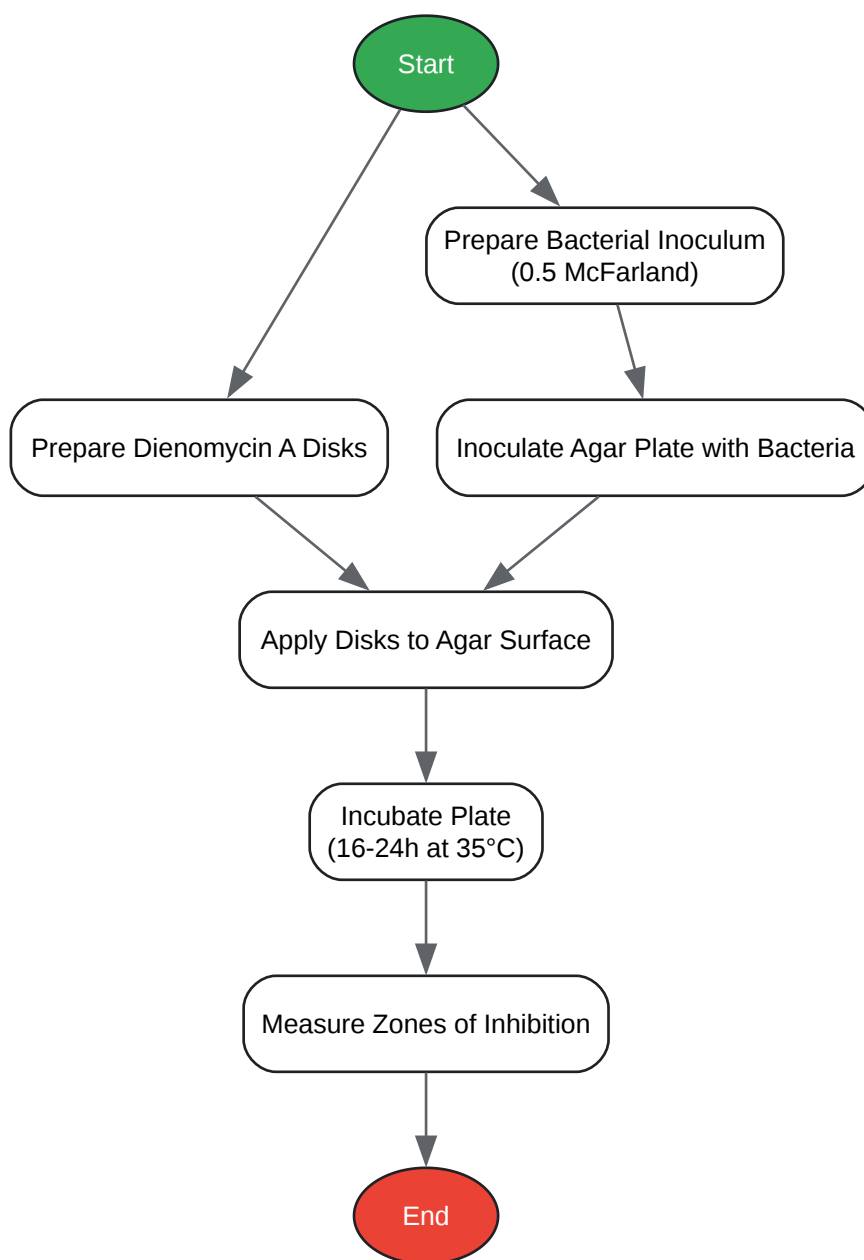 Start
Prepare Bacterial Inoculum
(0.5 McFarland)
Prepare Dienomycin A Disks
Inoculate Agar Plate with Bacteria
Apply Disks to Agar Surface
Incubate Plate
(16-24h at 35°C)
Measure Zones of Inhibition
End